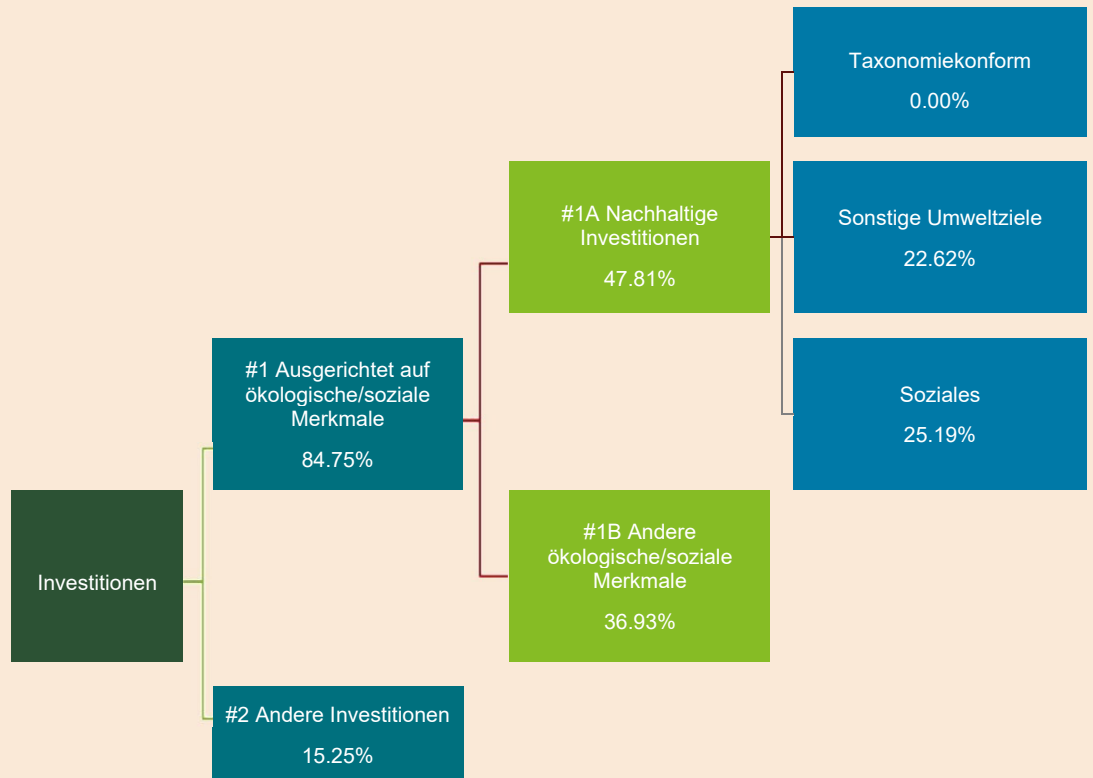 Investitionen
#1 Ausgerichtet auf
ökologische/soziale
Merkmale
84.75%
#2 Andere Investitionen
15.25%
#1A Nachhaltige
Investitionen
47.81%
#1B Andere
ökologische/soziale
Merkmale
36.93%
Taxonomiekonform
0.00%
Sonstige Umweltziele
22.62%
Soziales
25.19%